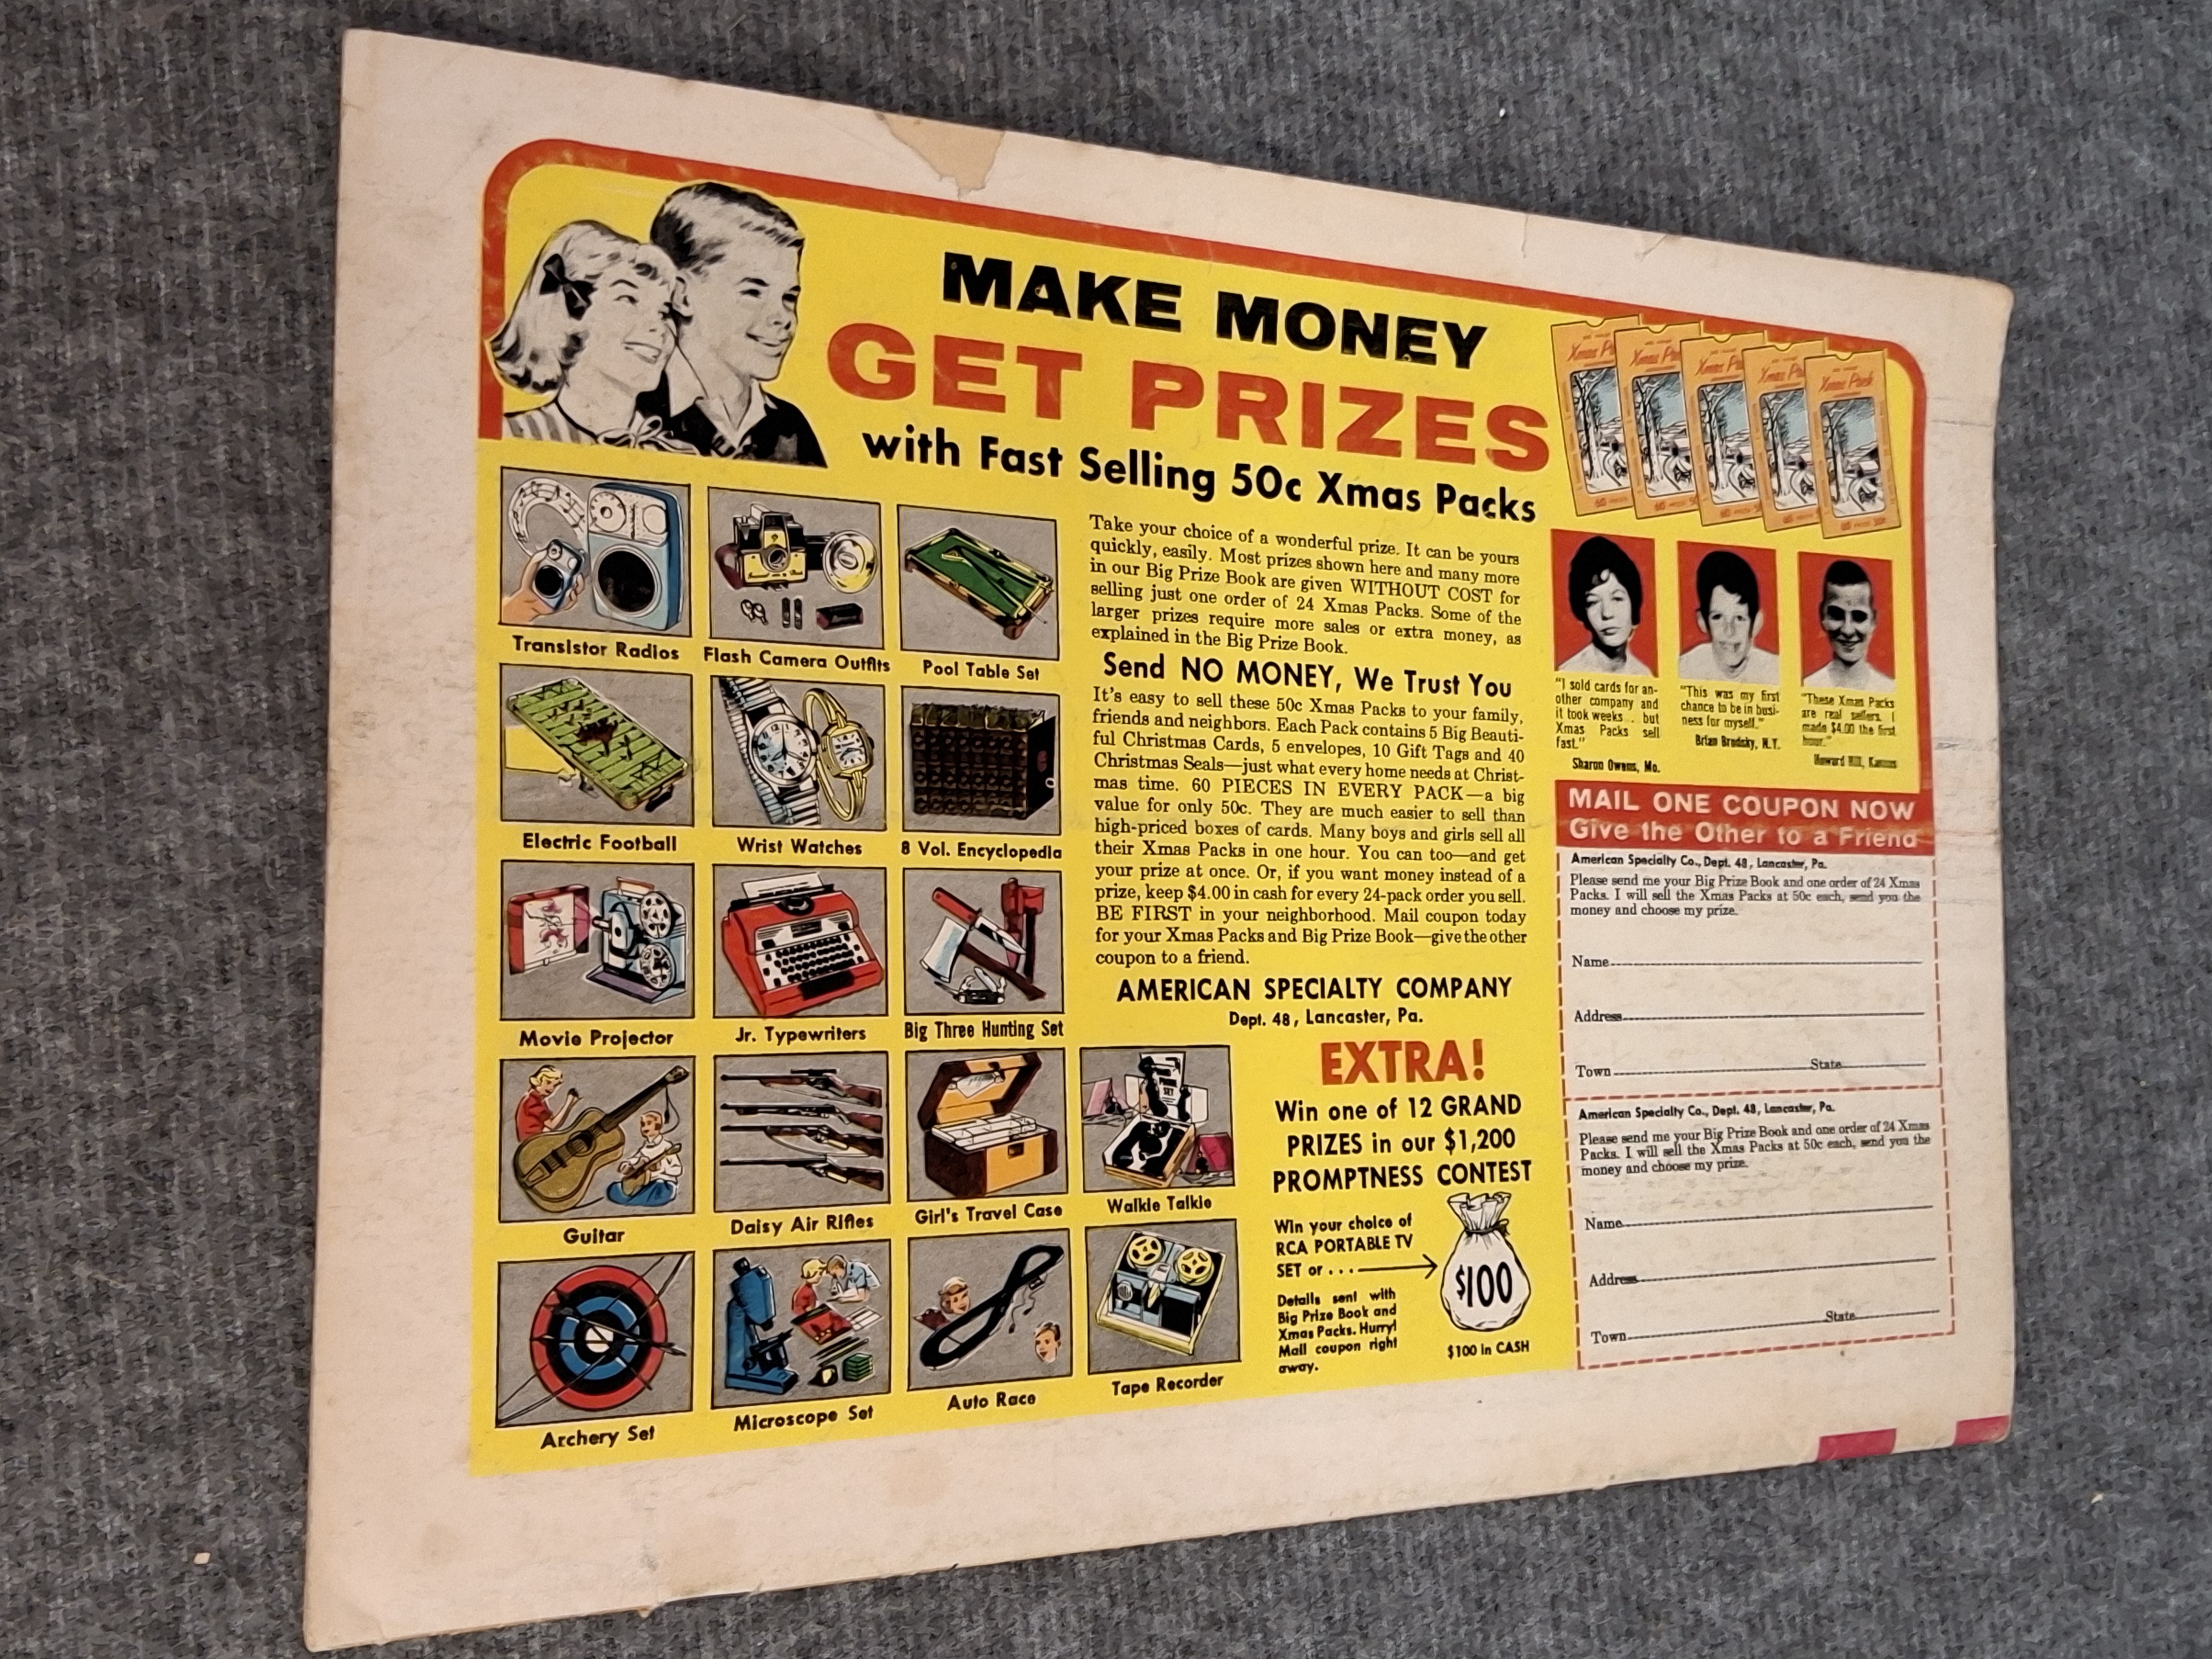 MAKE MONEY
GET PRIZES
with Fast Selling 50c Xmas Packs
Xmas Pack
Transistor Radios
Flash Camera Outfits
Pool Table Set
Electric Football
Wrist Watches
8 Vol. Encyclopedia
Movie Projector
Jr. Typewriters
Big Three Hunting Set
Guitar
Daisy Air Rifles
Girl's Travel Case
Walkie Talkie
Archery Set
Microscope Set
Auto Race
Tape Recorder
Take your choice of a wonderful prize. It can be yours
quickly, easily. Most prizes shown here and many more
in our Big Prize Book are given WITHOUT COST for
selling just one order of 24 Xmas Packs. Some of the
larger prizes require more sales or extra money, as
explained in the Big Prize Book.
Send NO MONEY, We Trust You
It's easy to sell these 50c Xmas Packs to your family,
friends and neighbors. Each Pack contains 5 Big Beauti-
ful Christmas Cards, 5 envelopes, 10 Gift Tags and 40
Christmas Seals—just what every home needs at Christ-
mas time. 60 PIECES IN EVERY PACK—a big
value for only 50c. They are much easier to sell than
high-priced boxes of cards. Many boys and girls sell all
their Xmas Packs in one hour. You can too—and get
your prize at once. Or, if you want money instead of a
prize, keep $4.00 in cash for every 24-pack order you sell.
BE FIRST in your neighborhood. Mail coupon today
for your Xmas Packs and Big Prize Book—give the other
coupon to a friend.
AMERICAN SPECIALTY COMPANY
Dept. 48, Lancaster, Pa.
EXTRA!
Win one of 12 GRAND
PRIZES in our $1,200
PROMPTNESS CONTEST
Win your choice of
RCA PORTABLE TV
SET or . . .
Details sent with
Big Prize Book and
Xmas Packs. Hurry!
Mail coupon right
away.
$100
$100 in CASH
"I sold cards for an-
other company and
it took weeks . . but
Xmas Packs sell
fast."
Sharon Owens, Mo.
"This was my first
chance to be in busi-
ness for myself."
Brian Brodsky, N.Y.
"These Xmas Packs
are real sellers. I
made $4.00 the first
hour."
Howard Hill, Kansas
MAIL ONE COUPON NOW
Give the Other to a Friend
American Specialty Co., Dept. 48, Lancaster, Pa.
Please send me your Big Prize Book and one order of 24 Xmas
Packs. I will sell the Xmas Packs at 50c each, send you the
money and choose my prize.
Name
Address
Town State
American Specialty Co., Dept. 48, Lancaster, Pa.
Please send me your Big Prize Book and one order of 24 Xmas
Packs. I will sell the Xmas Packs at 50c each, send you the
money and choose my prize.
Name
Address
Town State